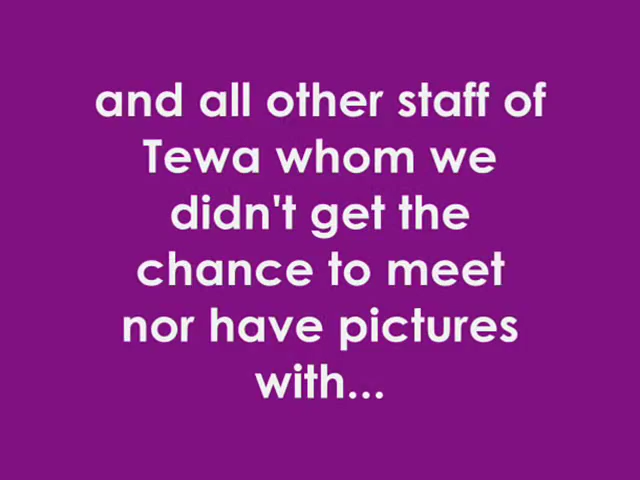 and all other staff of
Tewa whom we
didn't get the
chance to meet
nor have pictures
with...